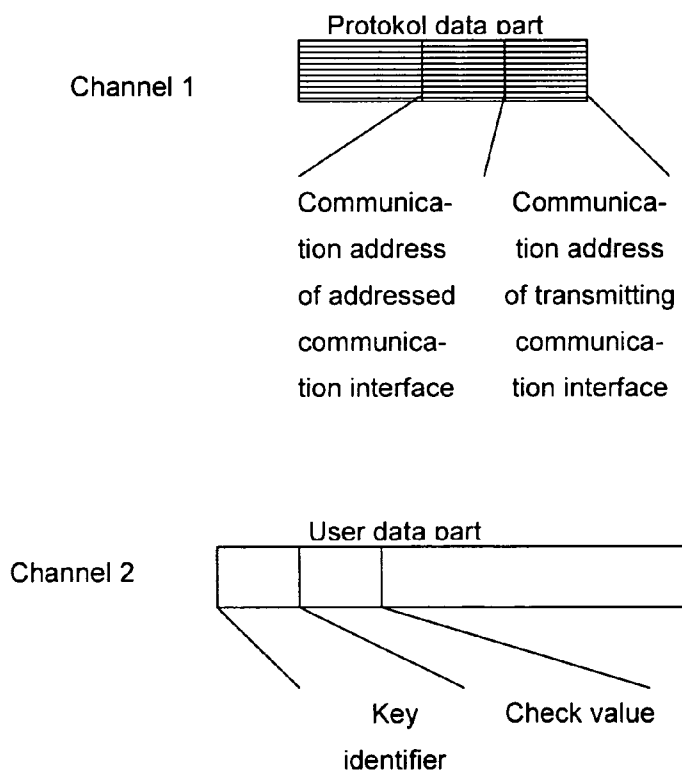 Protokol data part
Channel 1
Communica-
tion address
of addressed
communica-
tion interface
Communica-
tion address
of transmitting
communica-
tion interface
User data part
Channel 2
Key
identifier
Check value